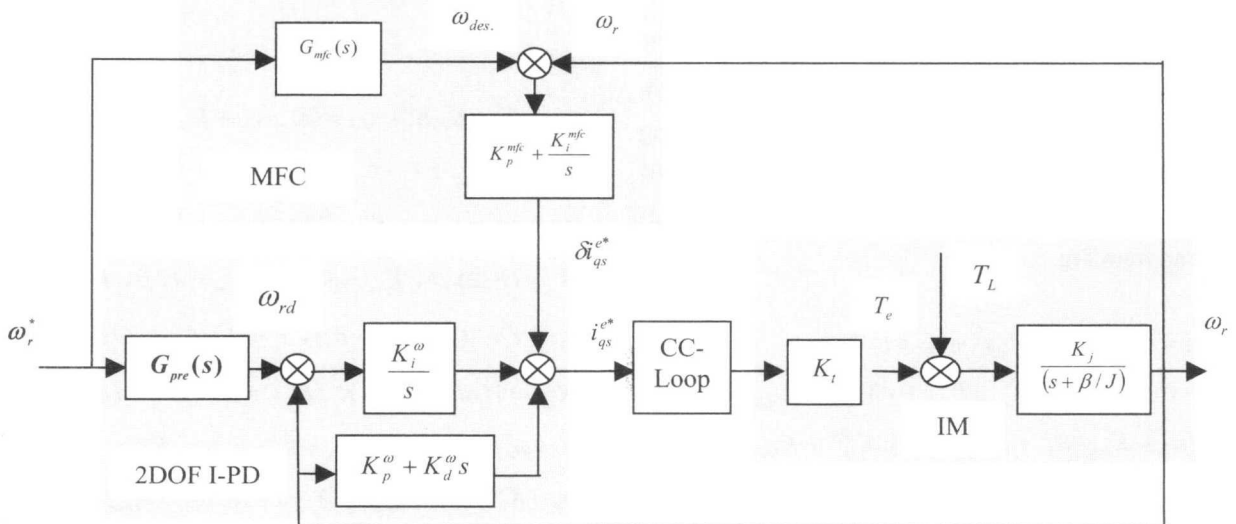 ω_des.
ω_r
G_mfc(s)
K_p^mfc + K_i^mfc / s
MFC
δi_qs^e*
T_L
ω_rd
T_e
i_qs^e*
ω_r
ω_r^*
G_pre(s)
K_i^ω / s
CC-
Loop
K_t
K_j / (s + β / J)
IM
K_p^ω + K_d^ω s
2DOF I-PD